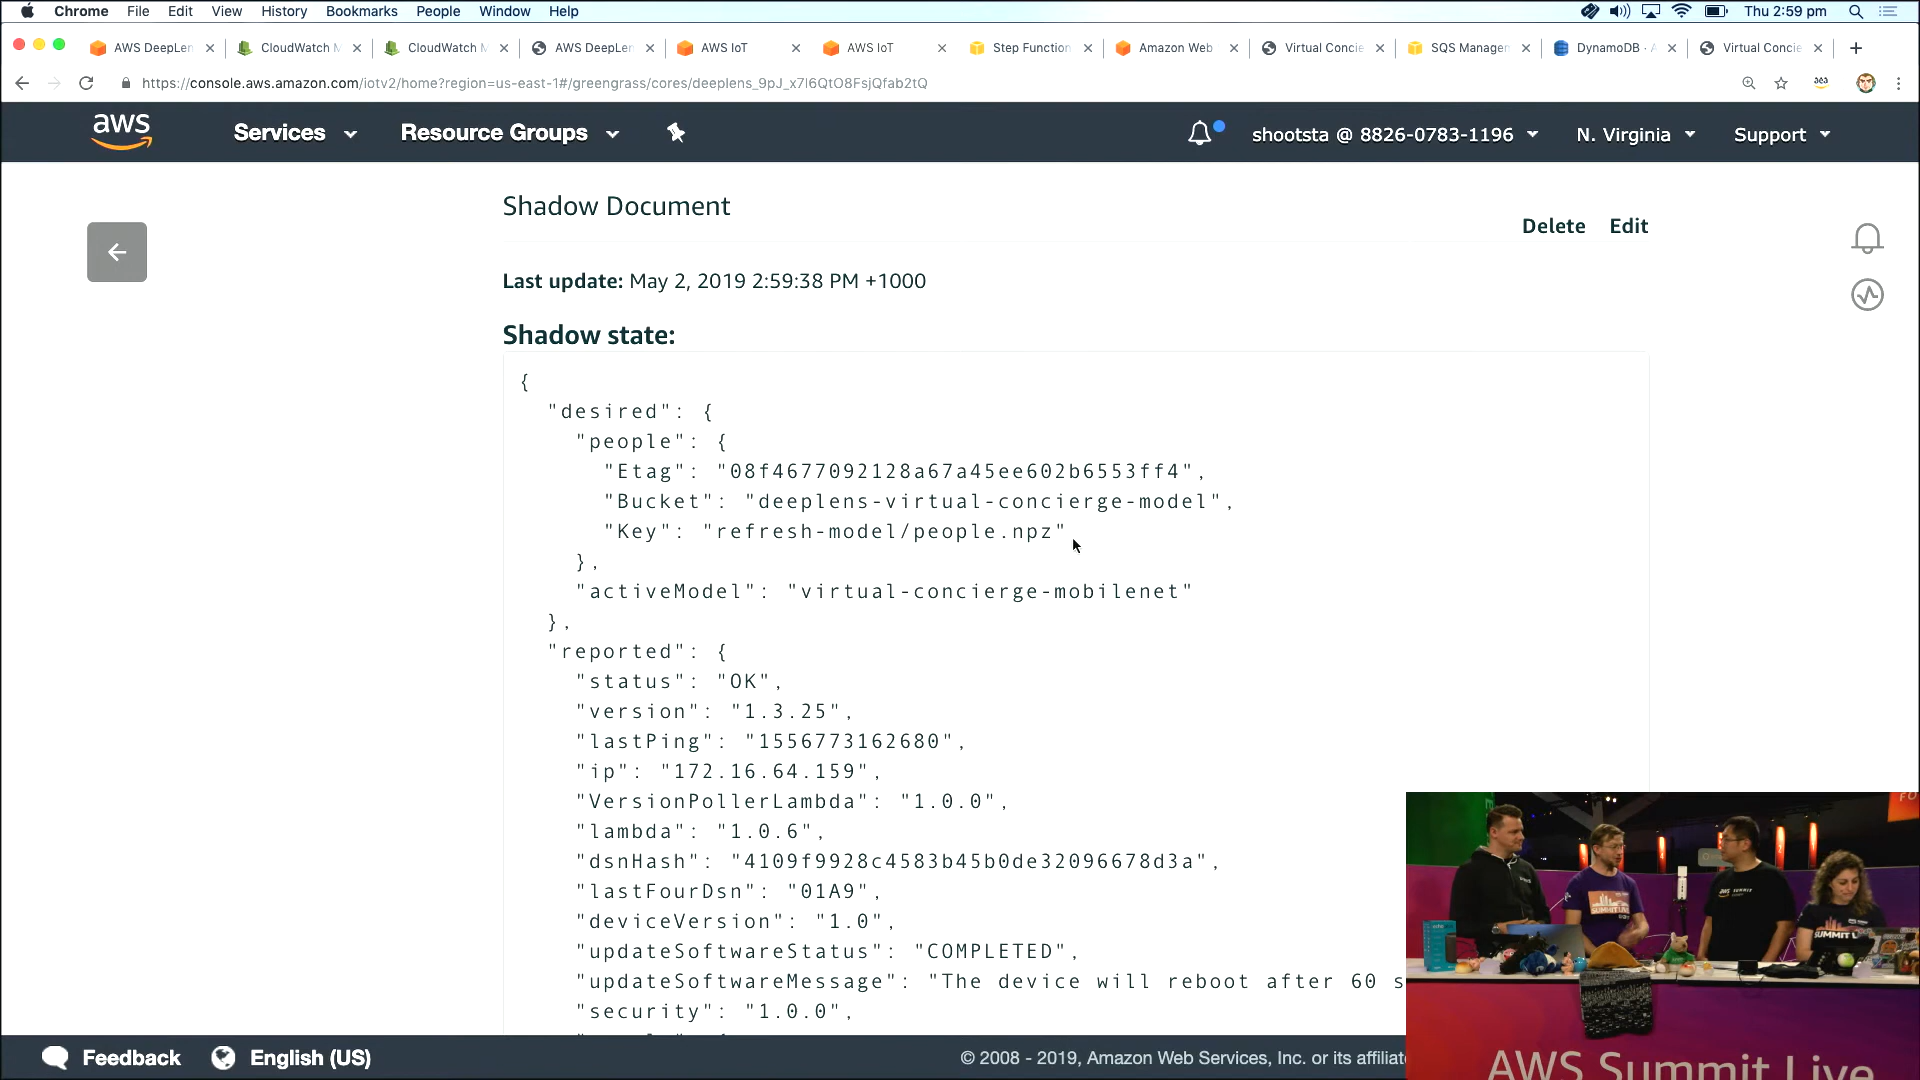 Chrome File Edit View History Bookmarks People Window Help Thu 2:59 pm
AWS DeepLen CloudWatch M CloudWatch M AWS DeepLen AWS IoT AWS IoT Step Function Amazon Web Virtual Concie SQS Managem DynamoDB · A Virtual Concie
https://console.aws.amazon.com/iotv2/home?region=us-east-1#/greengrass/cores/deeplens_9pJ_x7I6QtO8FsjQfab2tQ
aws Services Resource Groups shootsta @ 8826-0783-1196 N. Virginia Support
Shadow Document
Delete Edit
Last update: May 2, 2019 2:59:38 PM +1000
Shadow state:
{
"desired": {
"people": {
"Etag": "08f4677092128a67a45ee602b6553ff4",
"Bucket": "deeplens-virtual-concierge-model",
"Key": "refresh-model/people.npz"
},
"activeModel": "virtual-concierge-mobilenet"
},
"reported": {
"status": "OK",
"version": "1.3.25",
"lastPing": "1556773162680",
"ip": "172.16.64.159",
"VersionPollerLambda": "1.0.0",
"lambda": "1.0.6",
"dsnHash": "4109f9928c4583b45b0de32096678d3a",
"lastFourDsn": "01A9",
"deviceVersion": "1.0",
"updateSoftwareStatus": "COMPLETED",
"updateSoftwareMessage": "The device will reboot after 60 s
"security": "1.0.0",
Feedback English (US) © 2008 - 2019, Amazon Web Services, Inc. or its affiliate
AWS Summit Live